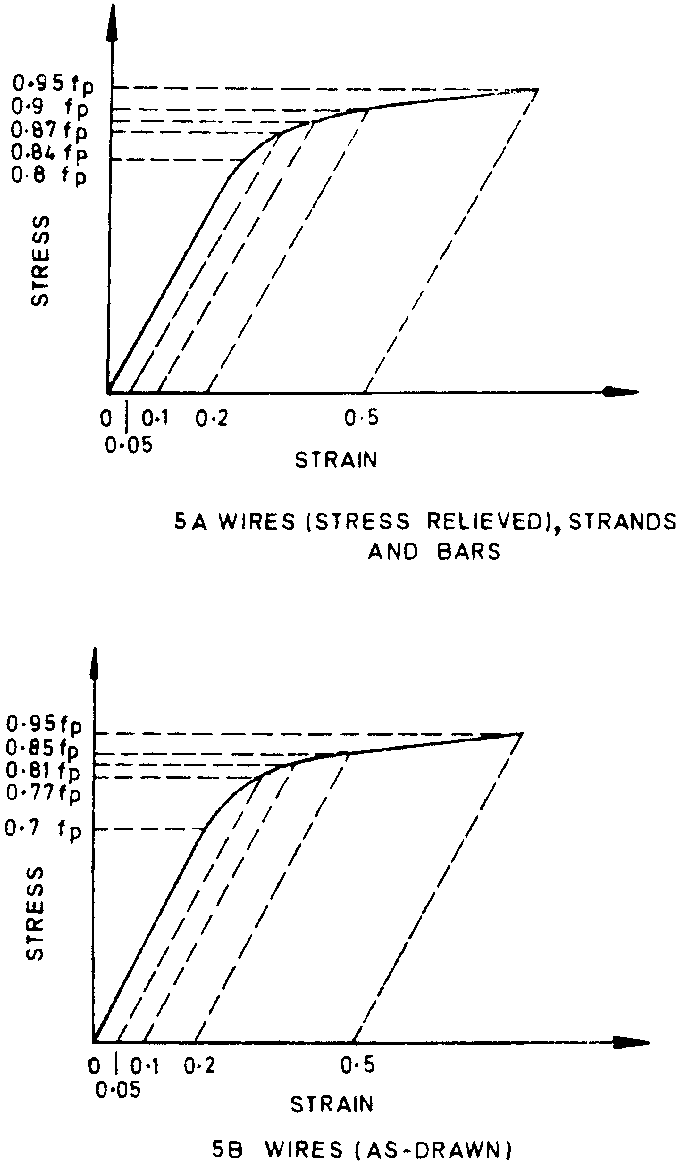 0.95 fp
0.9 fp
0.87 fp
0.84 fp
0.8 fp
STRESS
0 0.1 0.2 0.5
0.05
STRAIN
5A WIRES (STRESS RELIEVED), STRANDS
AND BARS
0.95 fp
0.85 fp
0.81 fp
0.77 fp
0.7 fp
STRESS
0 0.1 0.2 0.5
0.05
STRAIN
5B WIRES (AS-DRAWN)